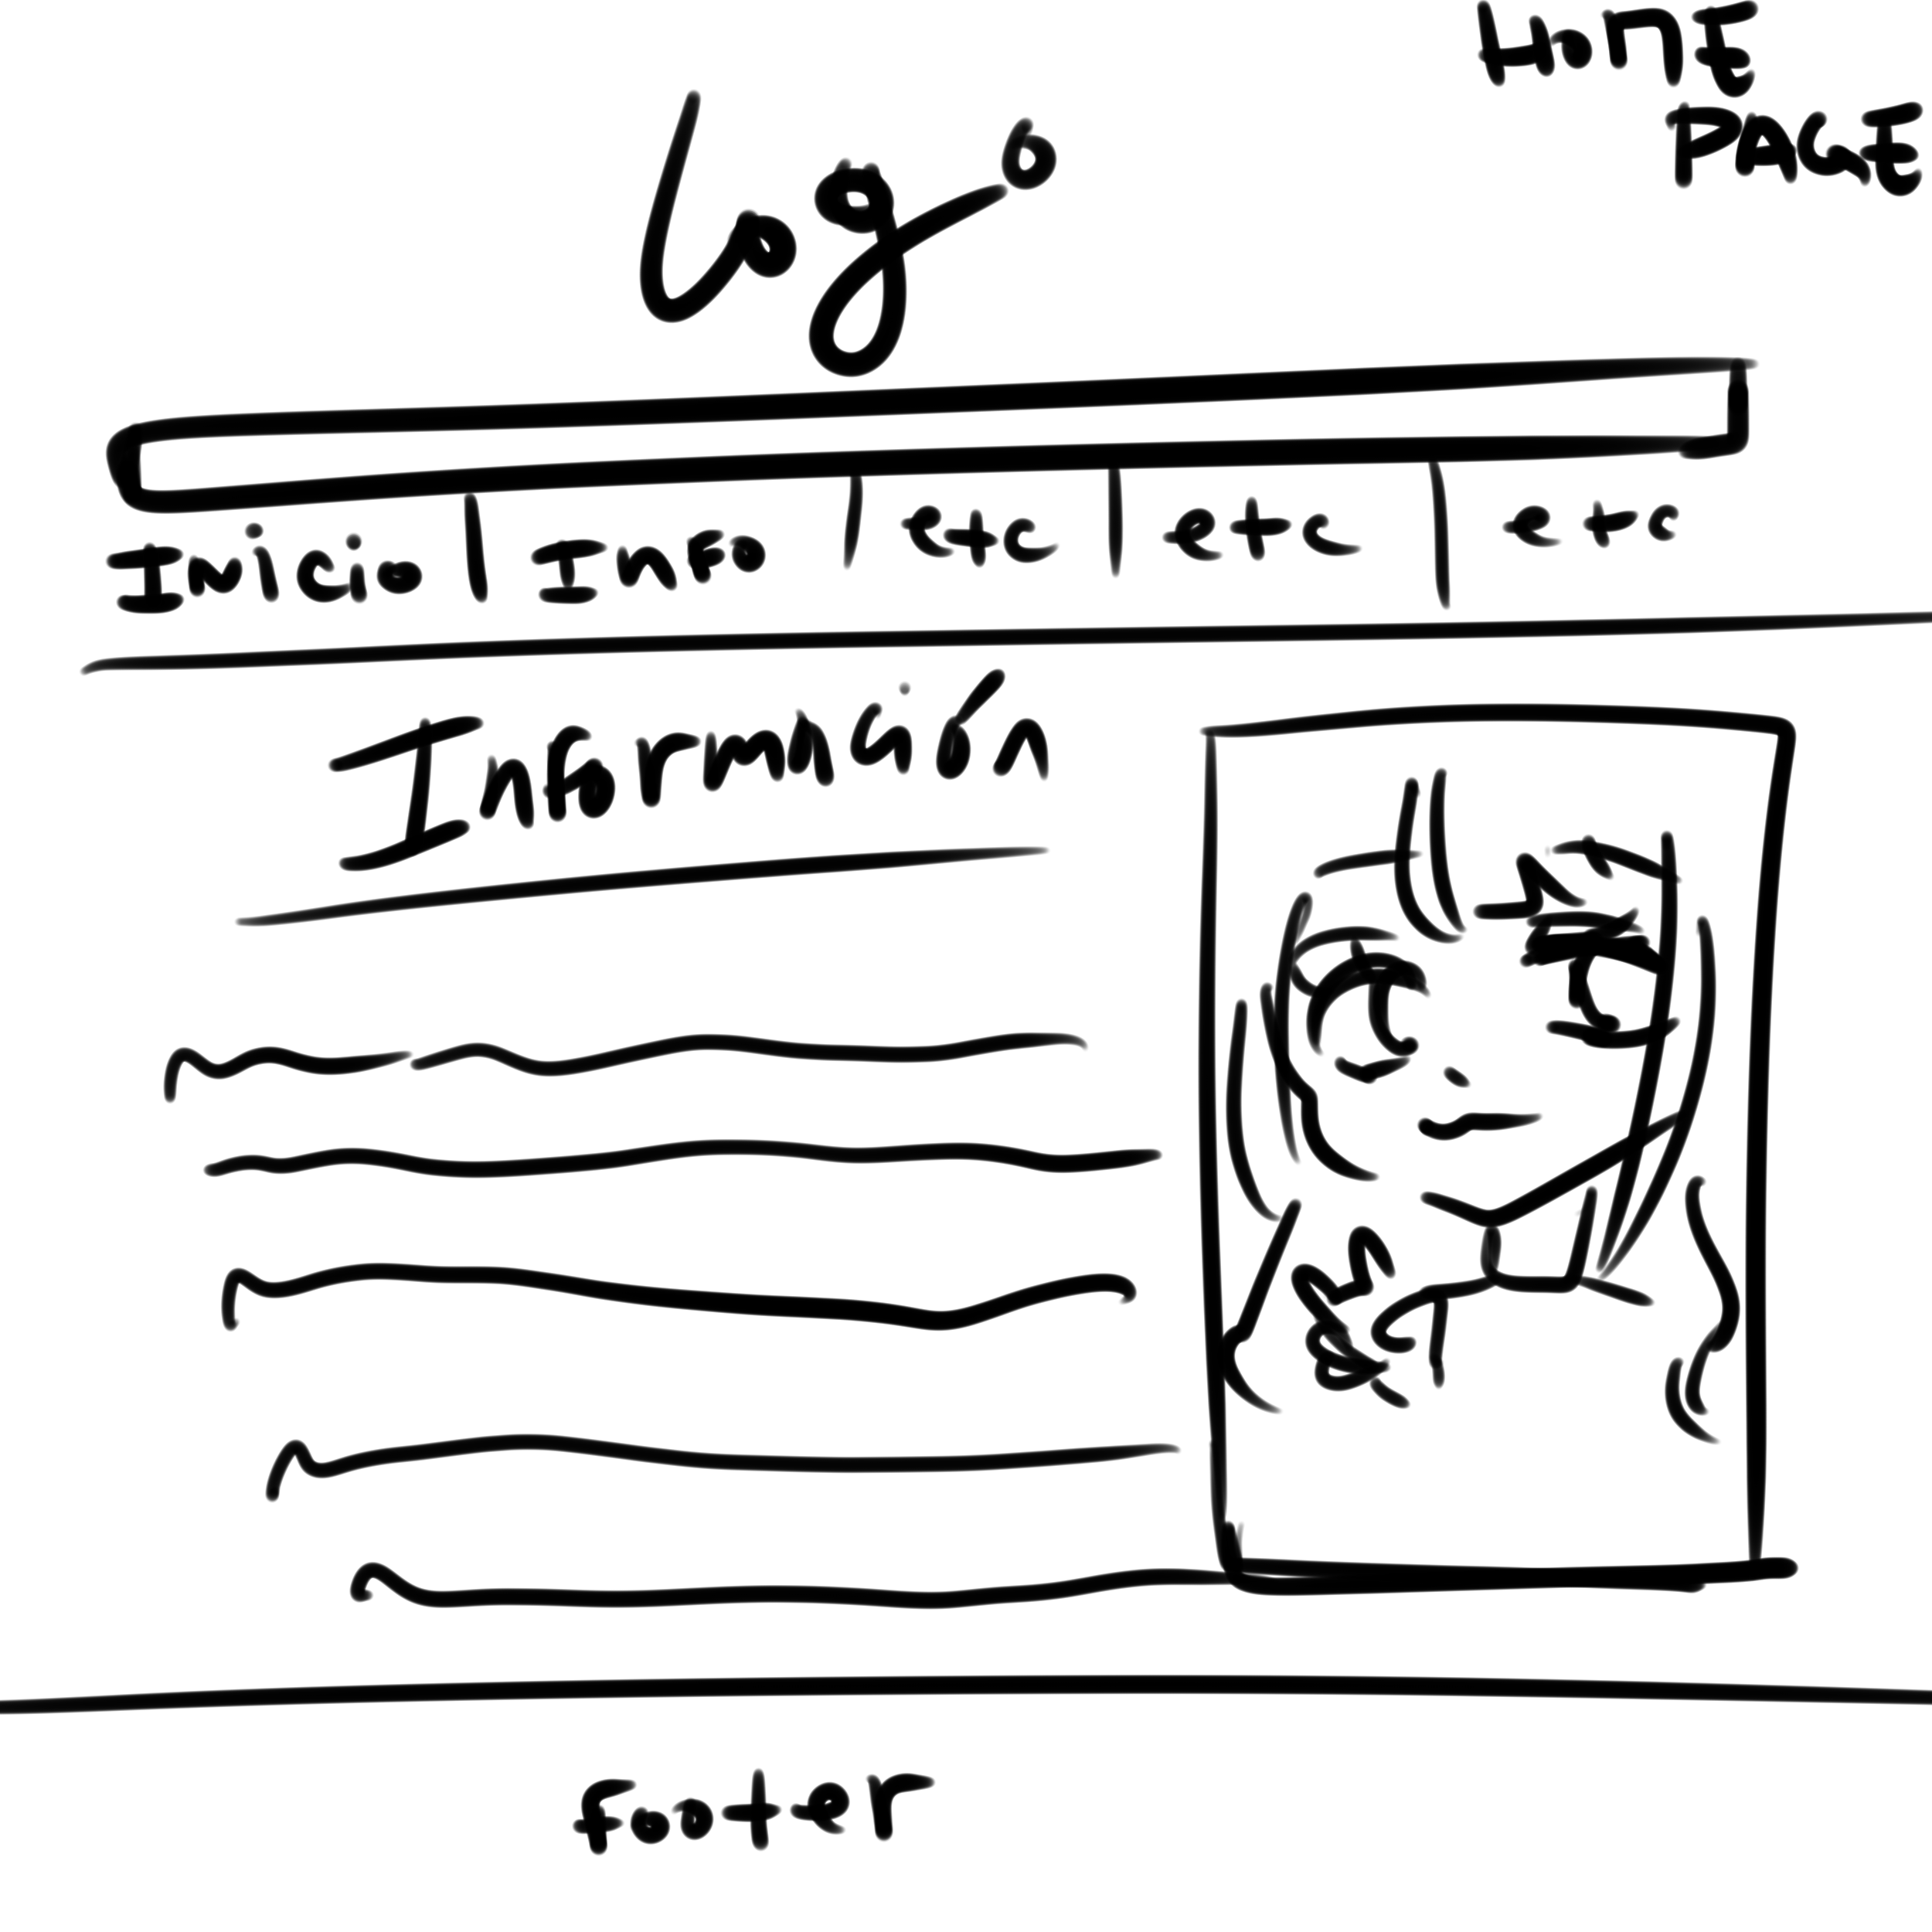 HOME
PAGE
Logo
Inicio | Info | etc | etc | etc
Información
footer